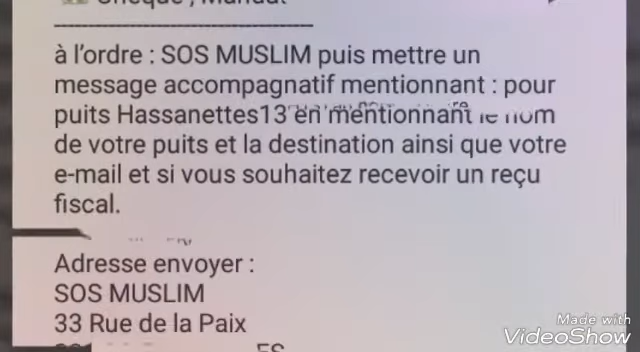 Chèque , Mandat
à l'ordre : SOS MUSLIM puis mettre un
message accompagnatif mentionnant : pour
puits Hassanettes13 en mentionnant le nom
de votre puits et la destination ainsi que votre
e-mail et si vous souhaitez recevoir un reçu
fiscal.
Adresse envoyer :
SOS MUSLIM
33 Rue de la Paix
Made with
VideoShow